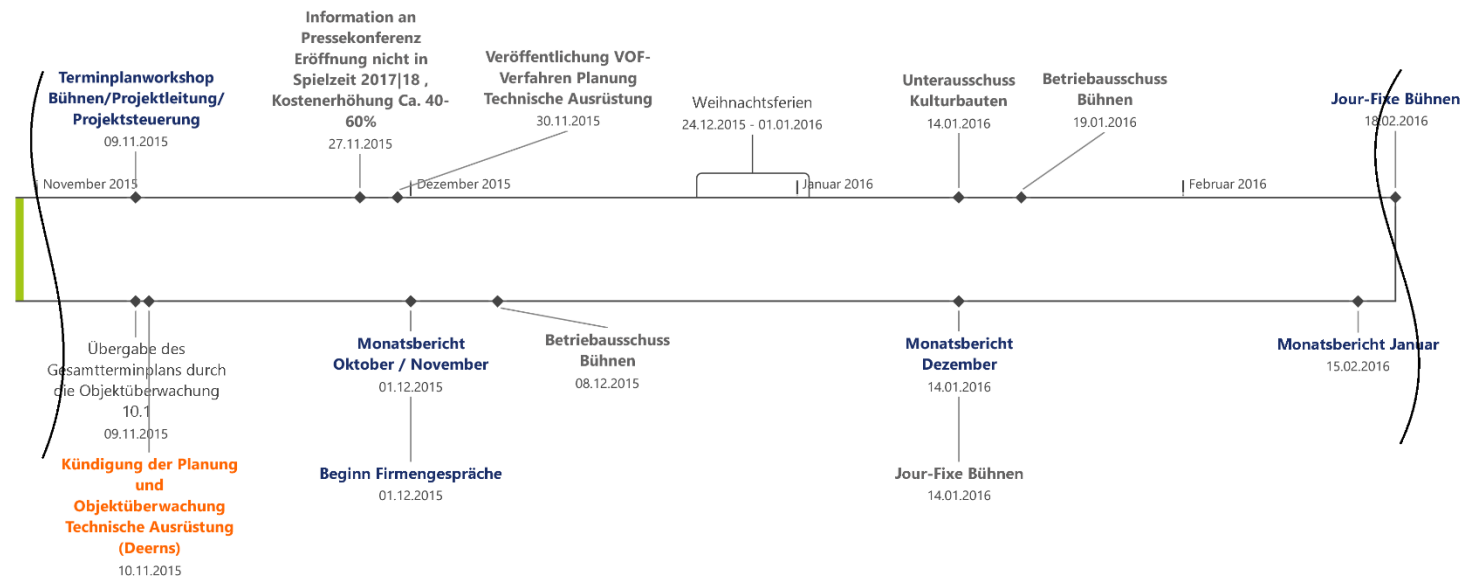 Terminplanworkshop
Bühnen/Projektleitung/
Projektsteuerung
09.11.2015
Information an
Pressekonferenz
Eröffnung nicht in
Spielzeit 2017|18 ,
Kostenerhöhung Ca. 40-
60%
27.11.2015
Veröffentlichung VOF-
Verfahren Planung
Technische Ausrüstung
30.11.2015
Weihnachtsferien
24.12.2015 - 01.01.2016
Unterausschuss
Kulturbauten
14.01.2016
Betriebausschuss
Bühnen
19.01.2016
Jour-Fixe Bühnen
18.02.2016
November 2015
Dezember 2015
Januar 2016
Februar 2016
Übergabe des
Gesamtterminplans durch
die Objektüberwachung
10.1
09.11.2015
Kündigung der Planung
und
Objektüberwachung
Technische Ausrüstung
(Deerns)
10.11.2015
Monatsbericht
Oktober / November
01.12.2015
Beginn Firmengespräche
01.12.2015
Betriebausschuss
Bühnen
08.12.2015
Monatsbericht
Dezember
14.01.2016
Jour-Fixe Bühnen
14.01.2016
Monatsbericht Januar
15.02.2016